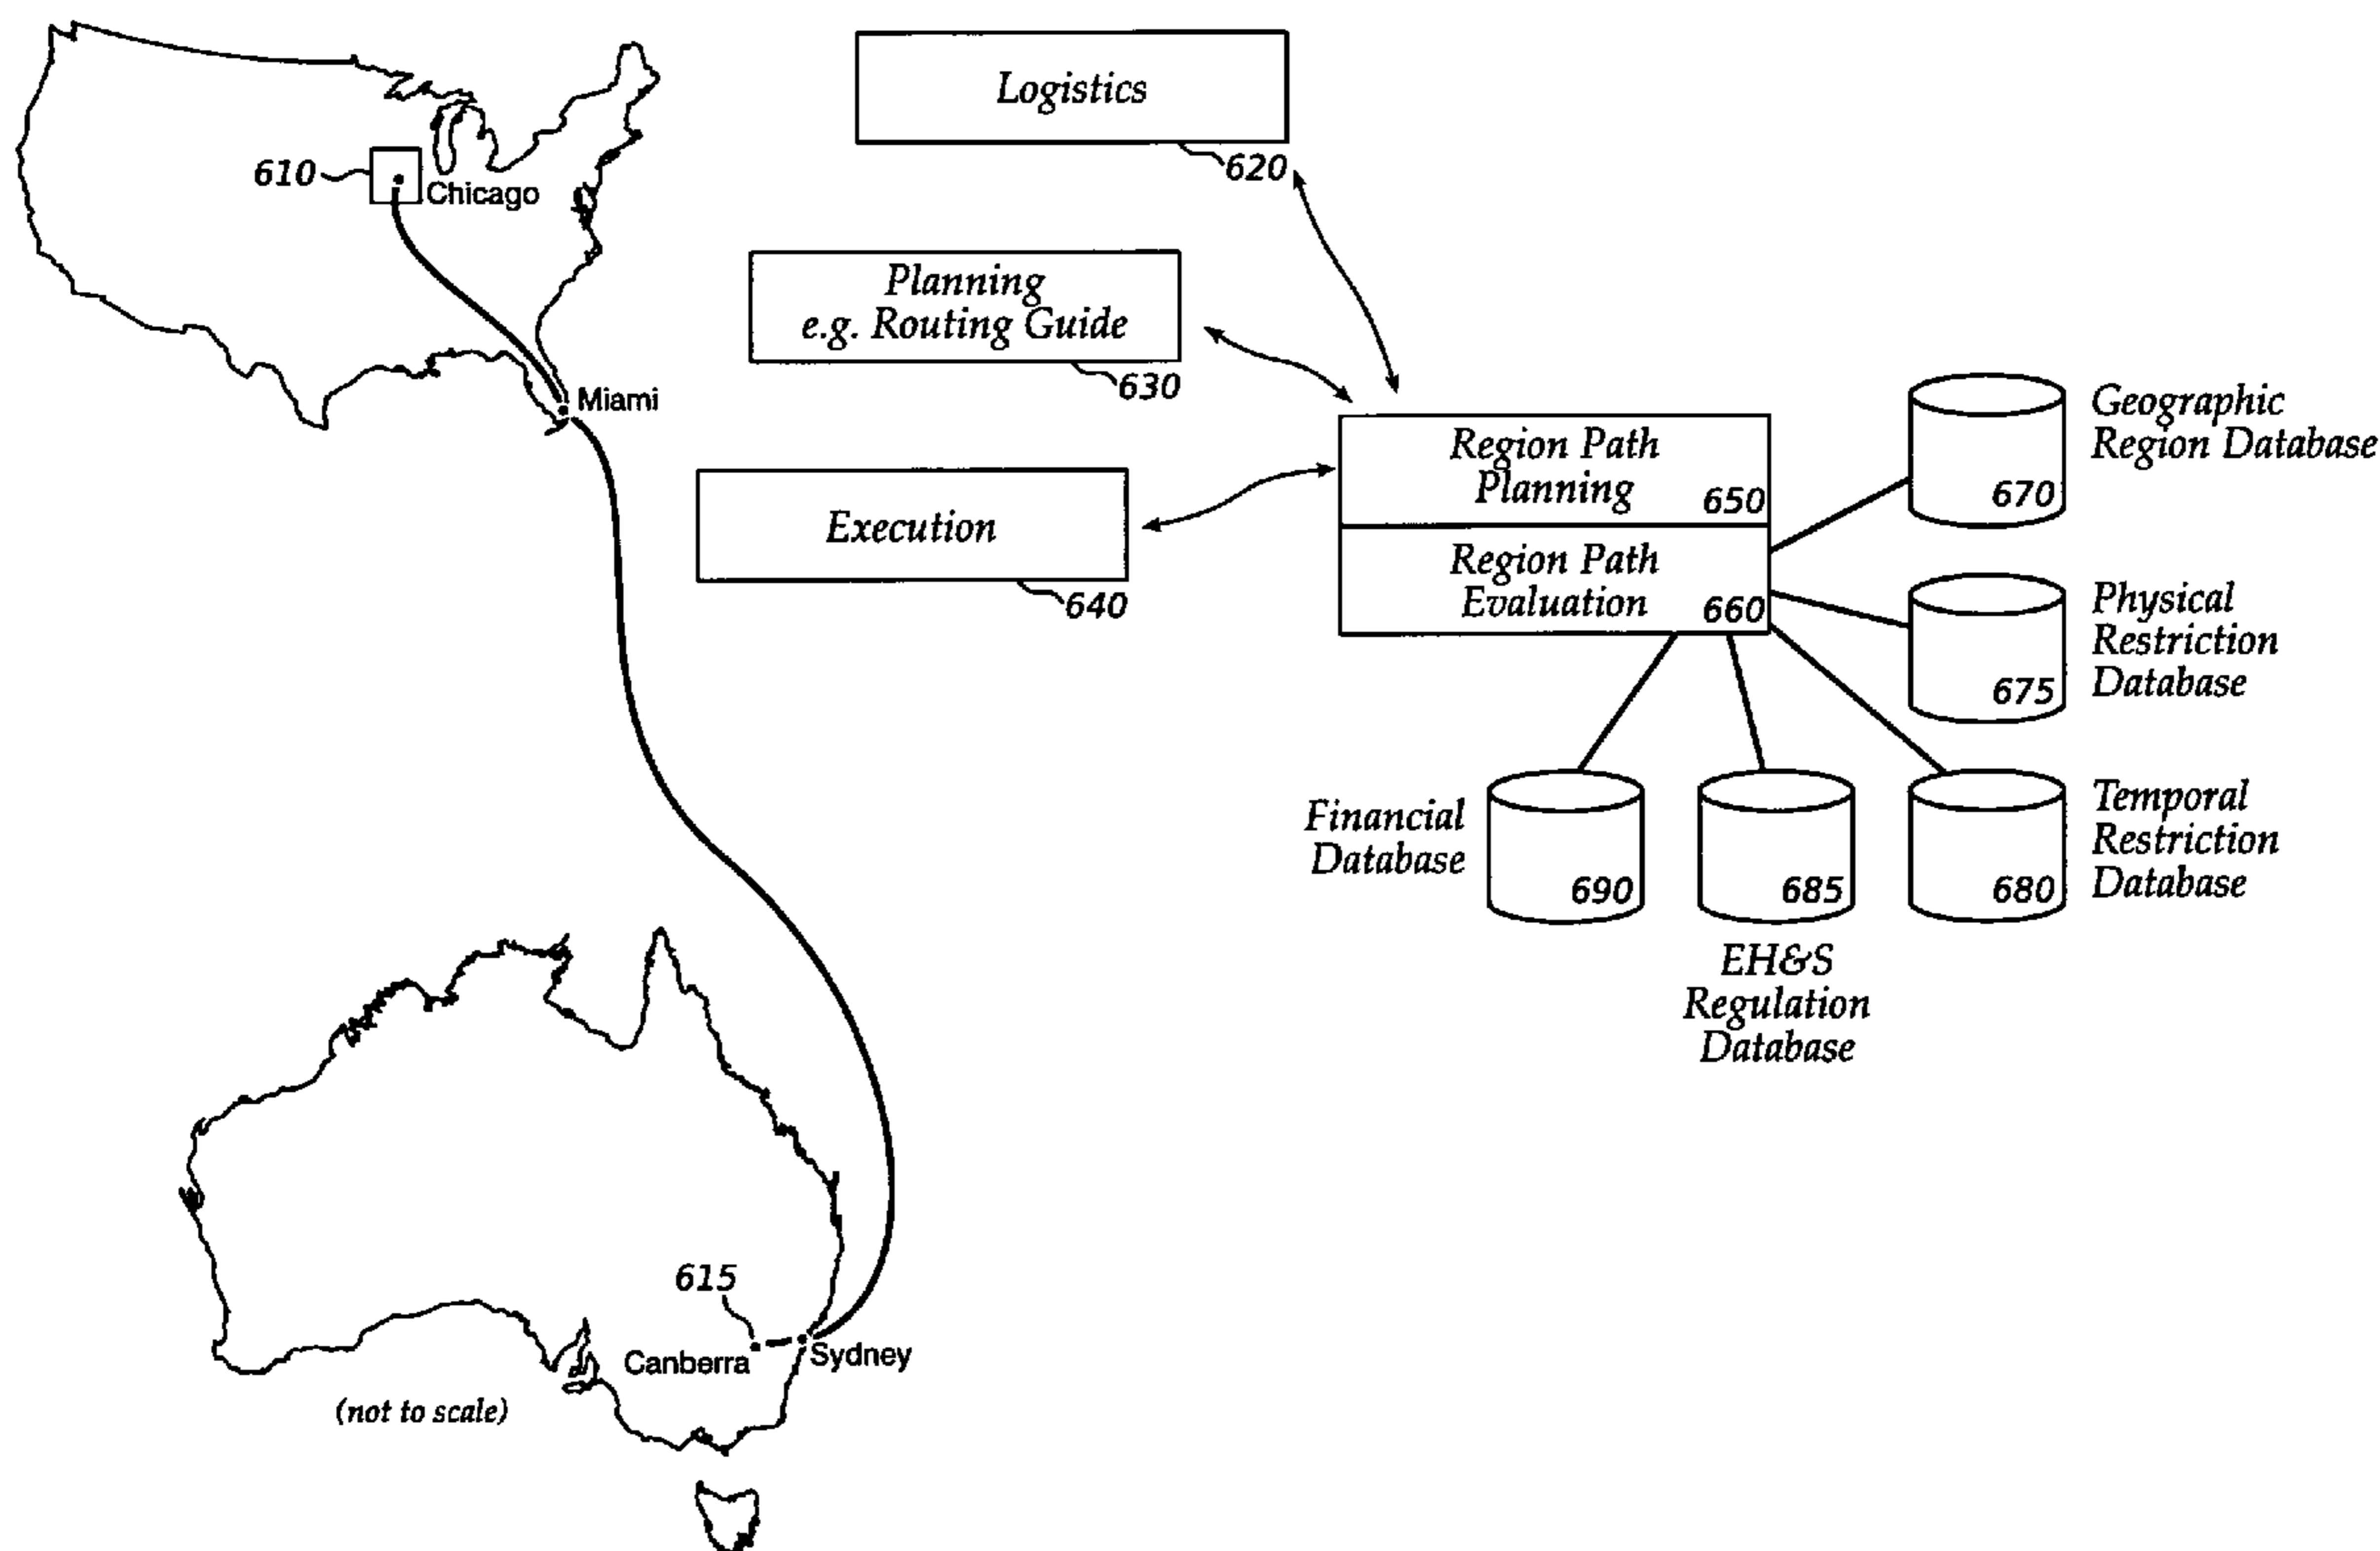 Logistics
620
610
Chicago
Planning
e.g. Routing Guide
630
Miami
Execution
640
Region Path
Planning
650
Region Path
Evaluation
660
Geographic
Region Database
670
Physical
Restriction
Database
675
Temporal
Restriction
Database
680
Financial
Database
690
685
EH&S
Regulation
Database
615
Canberra
Sydney
(not to scale)